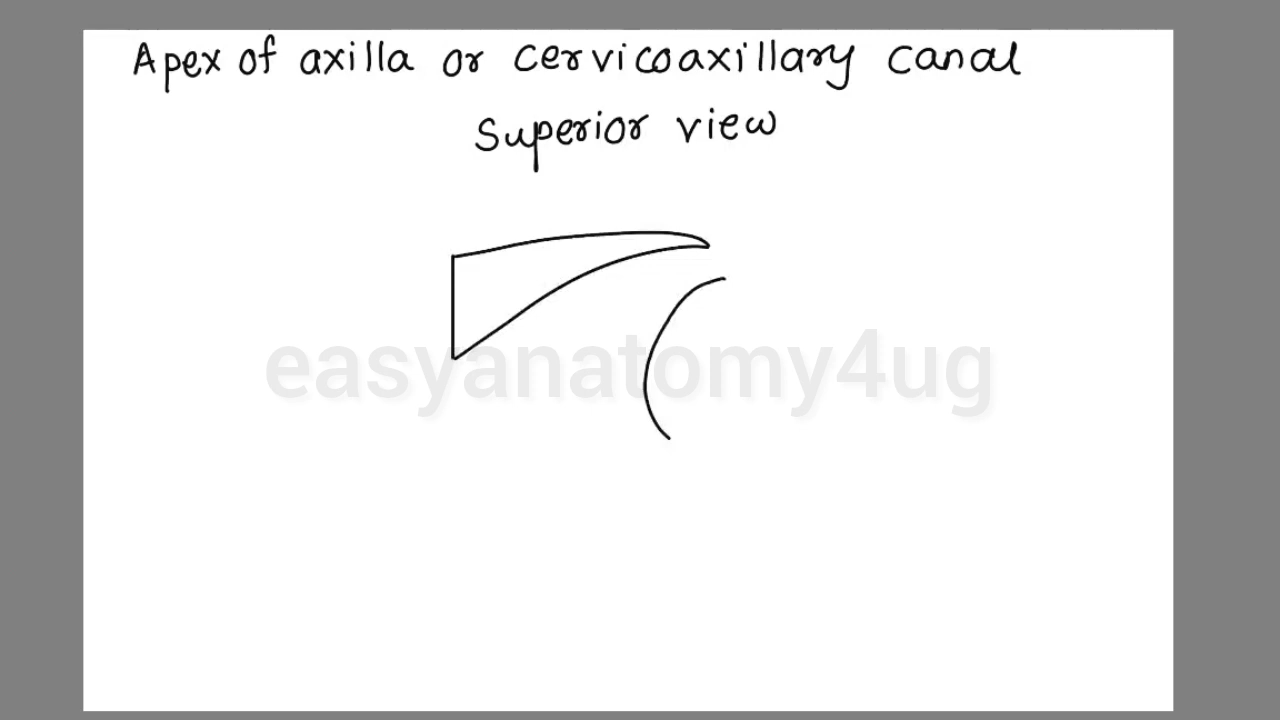 Apex of axilla or cervicoaxillary canal
Superior view
easyanatomy4ug